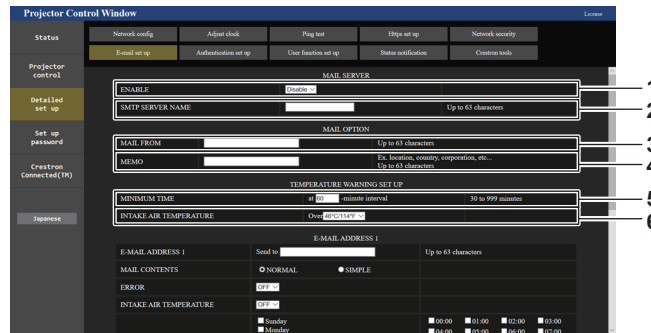 Projector Control Window License
Status Network config Adjust clock Ping test Https set up Network security
E-mail set up Authentication set up User function set up Status notification Crestron tools
Projector
control
Detailed
set up
Set up
password
Crestron
Connected(TM)
Japanese
MAIL SERVER
ENABLE Disable 1
SMTP SERVER NAME Up to 63 characters 2
MAIL OPTION
MAIL FROM Up to 63 characters 3
MEMO Ex. location, country, corporation, etc... 4
Up to 63 characters
TEMPERATURE WARNING SET UP
MINIMUM TIME at 60 -minute interval 30 to 999 minutes 5
INTAKE AIR TEMPERATURE Over 46°C/114°F 6
E-MAIL ADDRESS 1
E-MAIL ADDRESS 1 Send to Up to 63 characters
MAIL CONTENTS NORMAL SIMPLE
ERROR OFF
INTAKE AIR TEMPERATURE OFF
Sunday 00:00 01:00 02:00 03:00
Monday 04:00 05:00 06:00 07:00